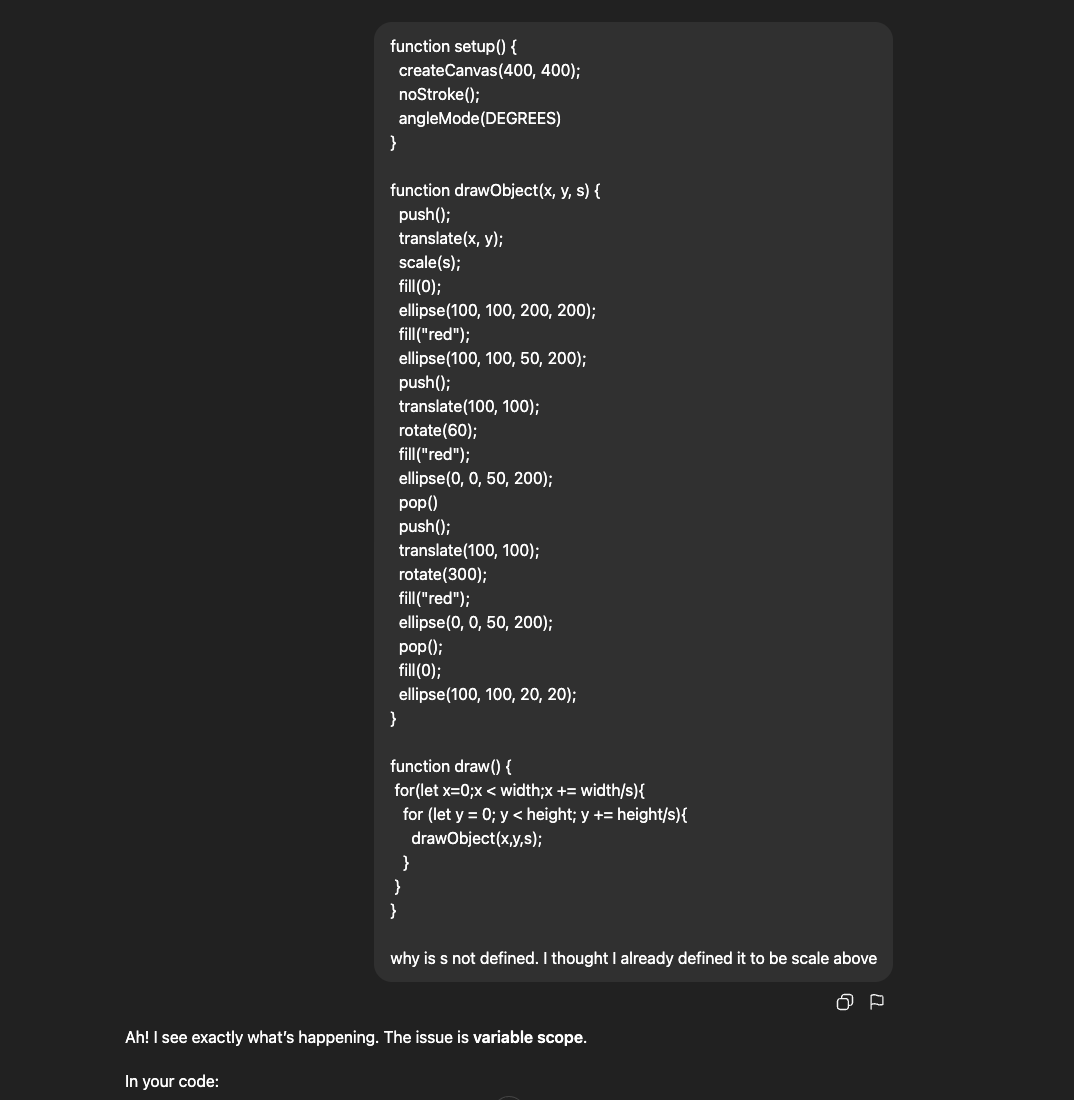 function setup() {
createCanvas(400, 400);
noStroke();
angleMode(DEGREES)
}
function drawObject(x, y, s) {
push();
translate(x, y);
scale(s);
fill(0);
ellipse(100, 100, 200, 200);
fill("red");
ellipse(100, 100, 50, 200);
push();
translate(100, 100);
rotate(60);
fill("red");
ellipse(0, 0, 50, 200);
pop()
push();
translate(100, 100);
rotate(300);
fill("red");
ellipse(0, 0, 50, 200);
pop();
fill(0);
ellipse(100, 100, 20, 20);
}
function draw() {
for(let x=0;x < width;x += width/s){
for (let y = 0; y < height; y += height/s){
drawObject(x,y,s);
}
}
}
why is s not defined. I thought I already defined it to be scale above
Ah! I see exactly what’s happening. The issue is variable scope.
In your code: